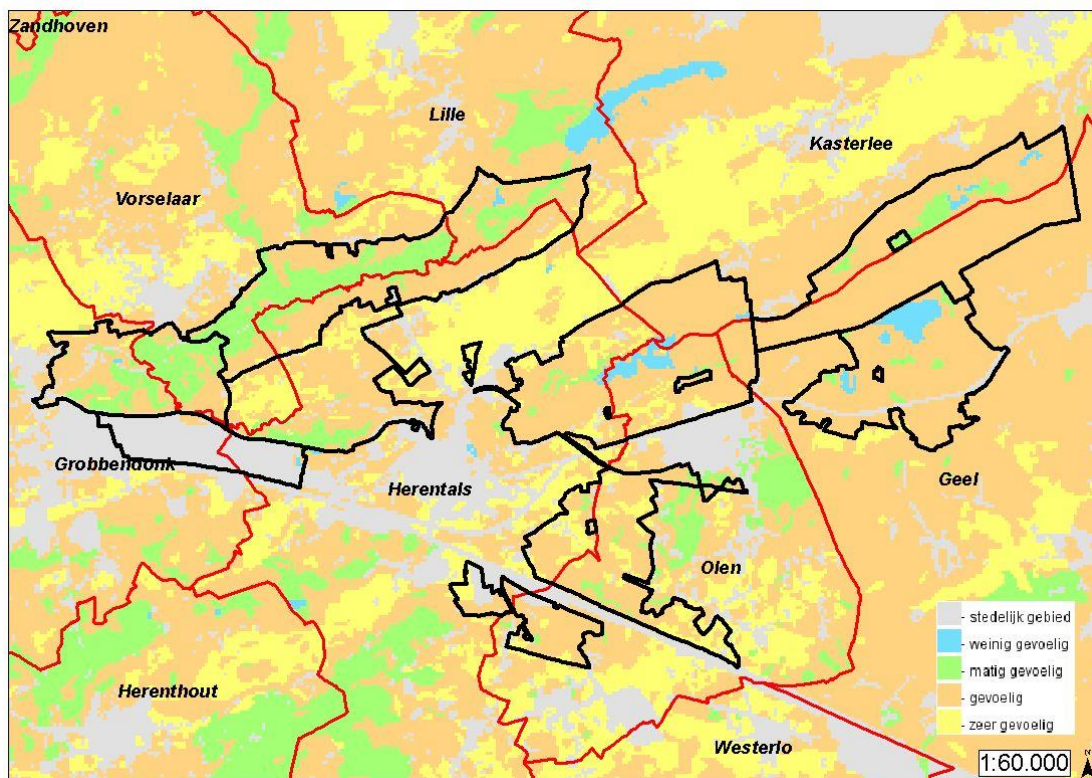 Zandhoven
Lille
Kasterlee
Vorselaar
Grobbendonk
Herentals
Geel
Olen
Herenthout
Westerlo
- stedelijk gebied
- weinig gevoelig
- matig gevoelig
- gevoelig
- zeer gevoelig
1:60.000